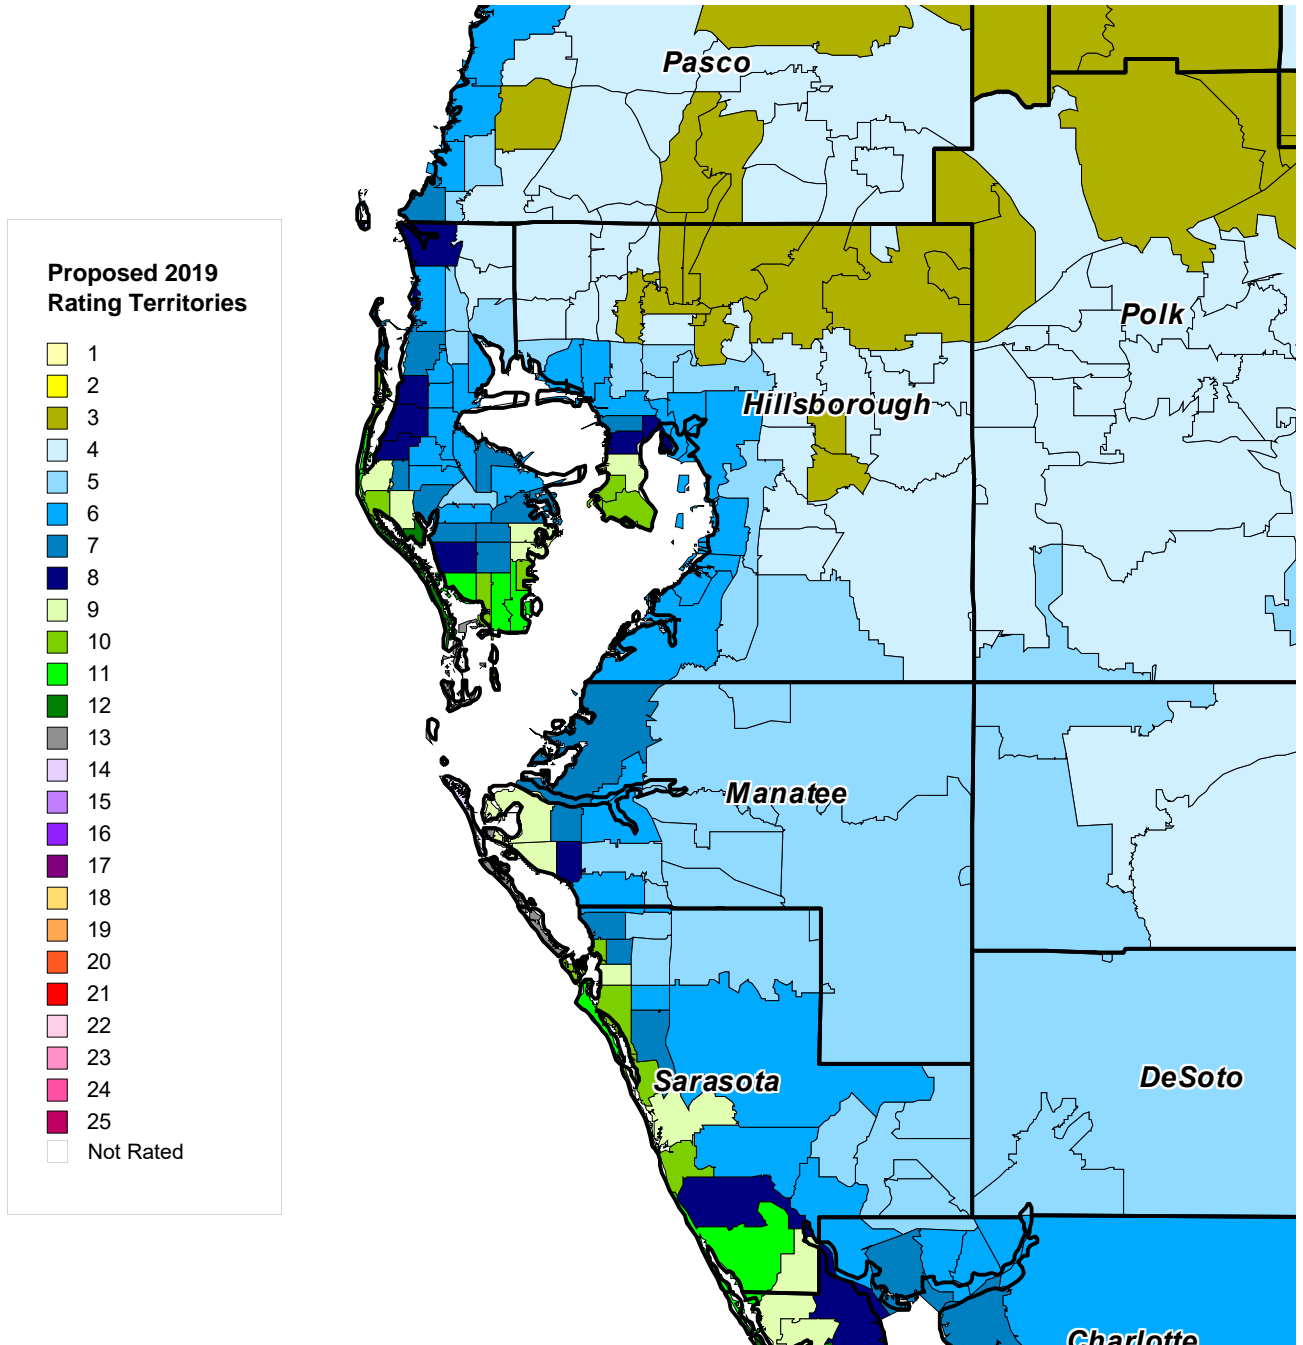 Proposed 2019
Rating Territories
1
2
3
4
5
6
7
8
9
10
11
12
13
14
15
16
17
18
19
20
21
22
23
24
25
Not Rated
Pasco
Polk
Hillsborough
Manatee
Sarasota
DeSoto
Charlotte